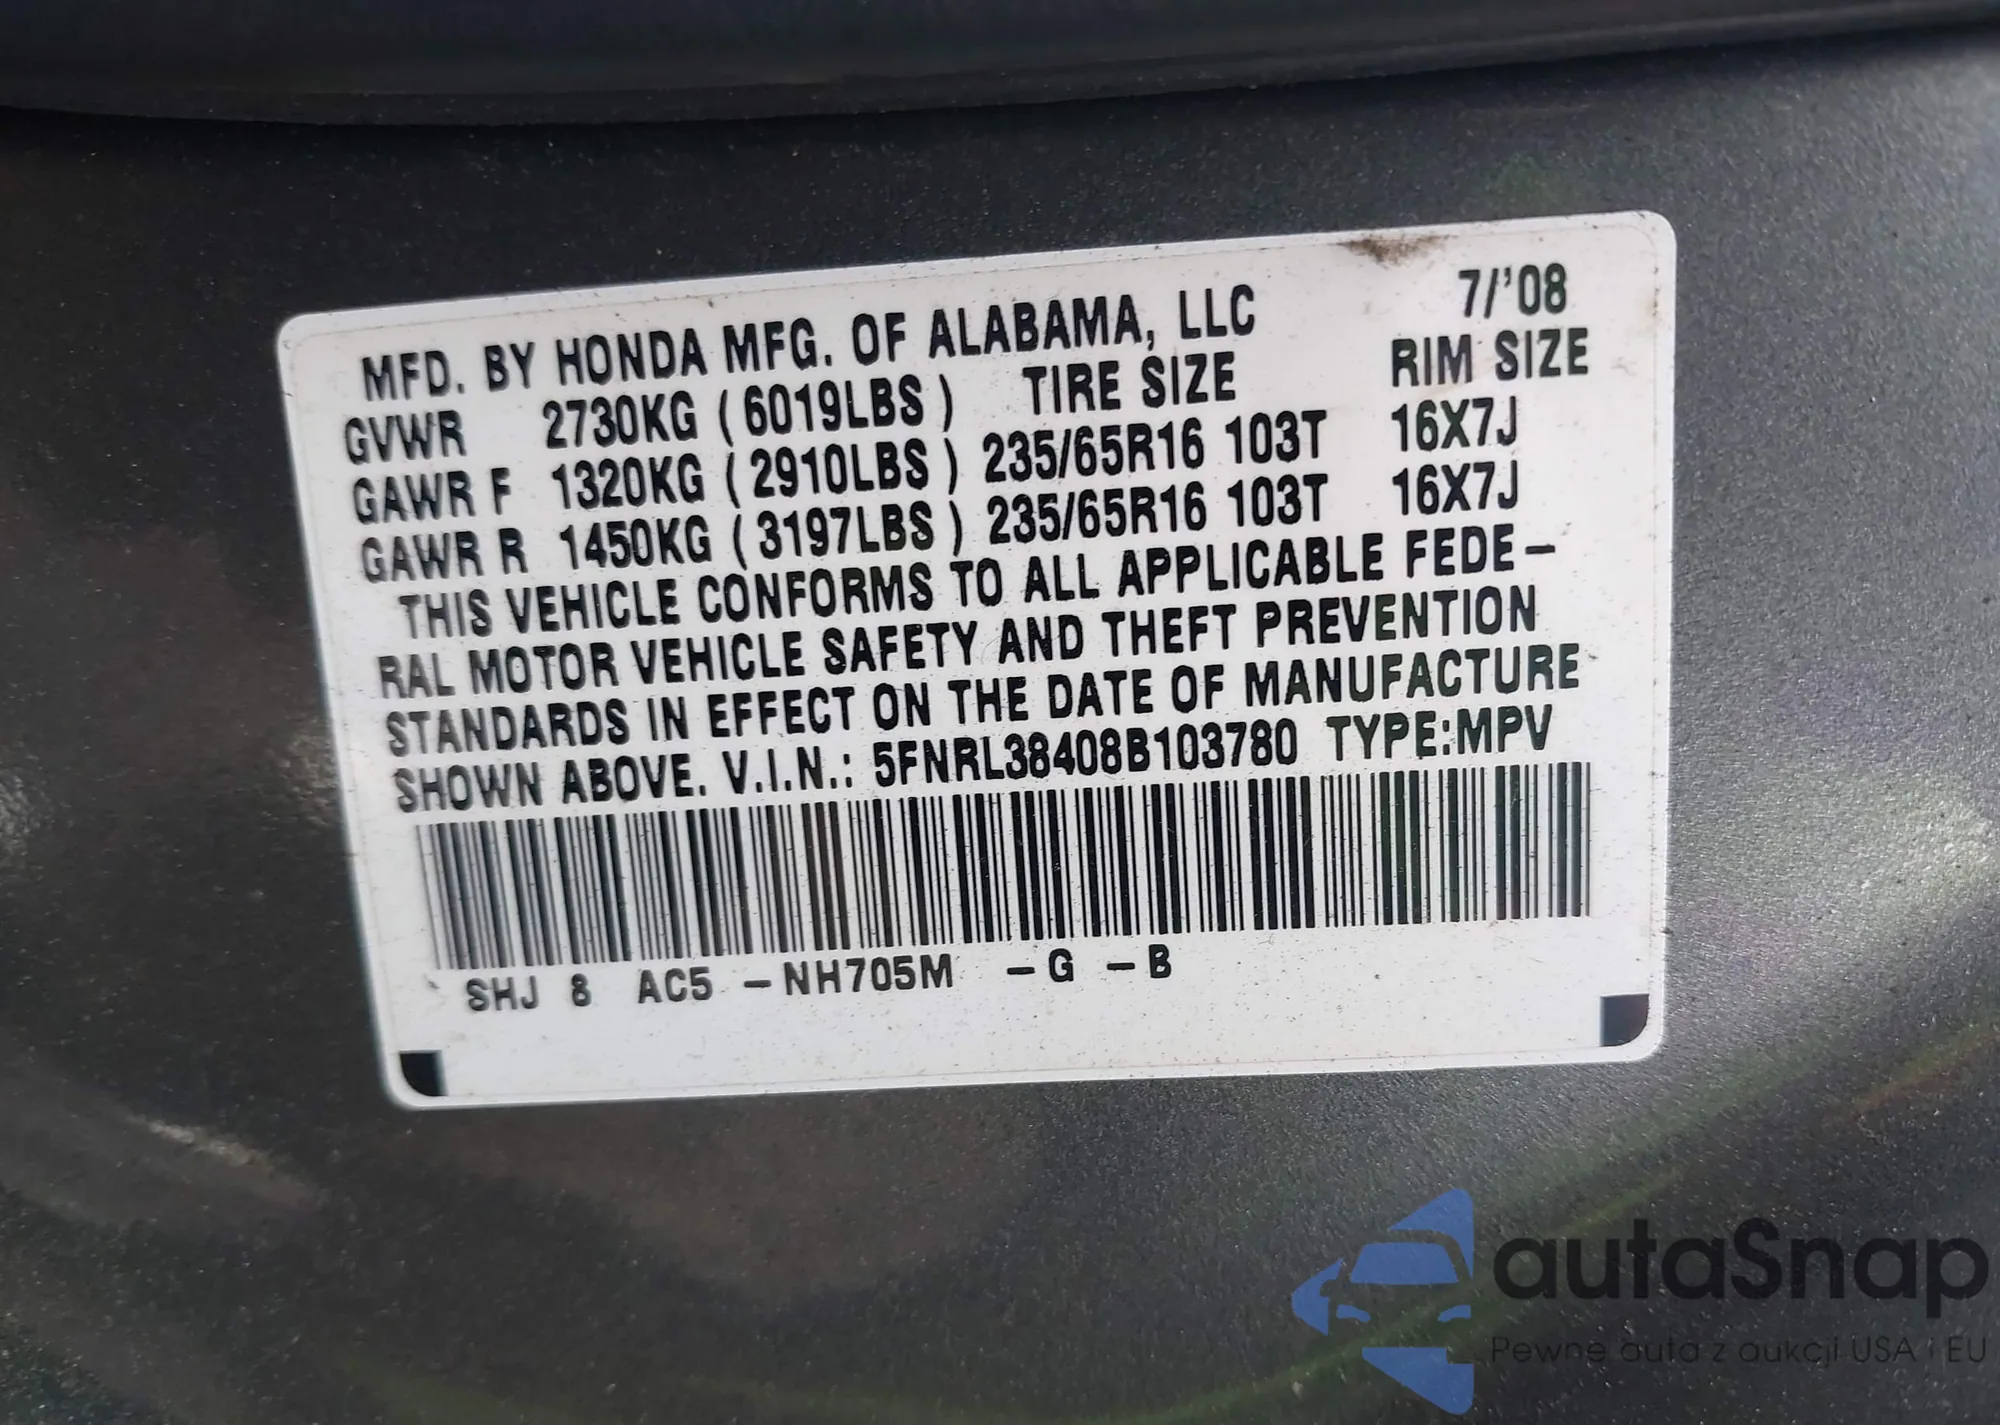 MFD. BY HONDA MFG. OF ALABAMA, LLC 7/'08
GVWR 2730KG ( 6019LBS ) TIRE SIZE RIM SIZE
GAWR F 1320KG ( 2910LBS ) 235/65R16 103T 16X7J
GAWR R 1450KG ( 3197LBS ) 235/65R16 103T 16X7J
THIS VEHICLE CONFORMS TO ALL APPLICABLE FEDE-
RAL MOTOR VEHICLE SAFETY AND THEFT PREVENTION
STANDARDS IN EFFECT ON THE DATE OF MANUFACTURE
SHOWN ABOVE. V.I.N.: 5FNRL38408B103780 TYPE:MPV
SHJ 8 AC5 -NH705M -G -B
autaSnap
Pewne auta z aukcji USA i EU